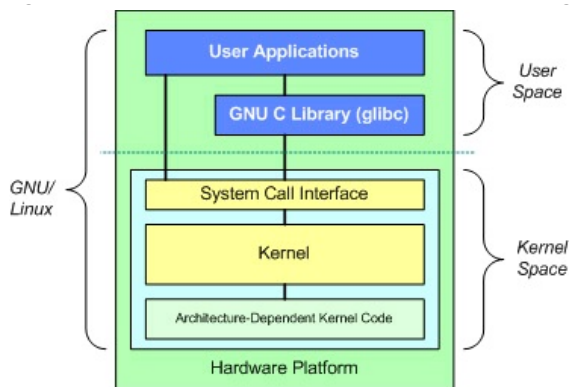 User Applications
GNU C Library (glibc)
User
Space
GNU/
Linux
System Call Interface
Kernel
Architecture-Dependent Kernel Code
Kernel
Space
Hardware Platform